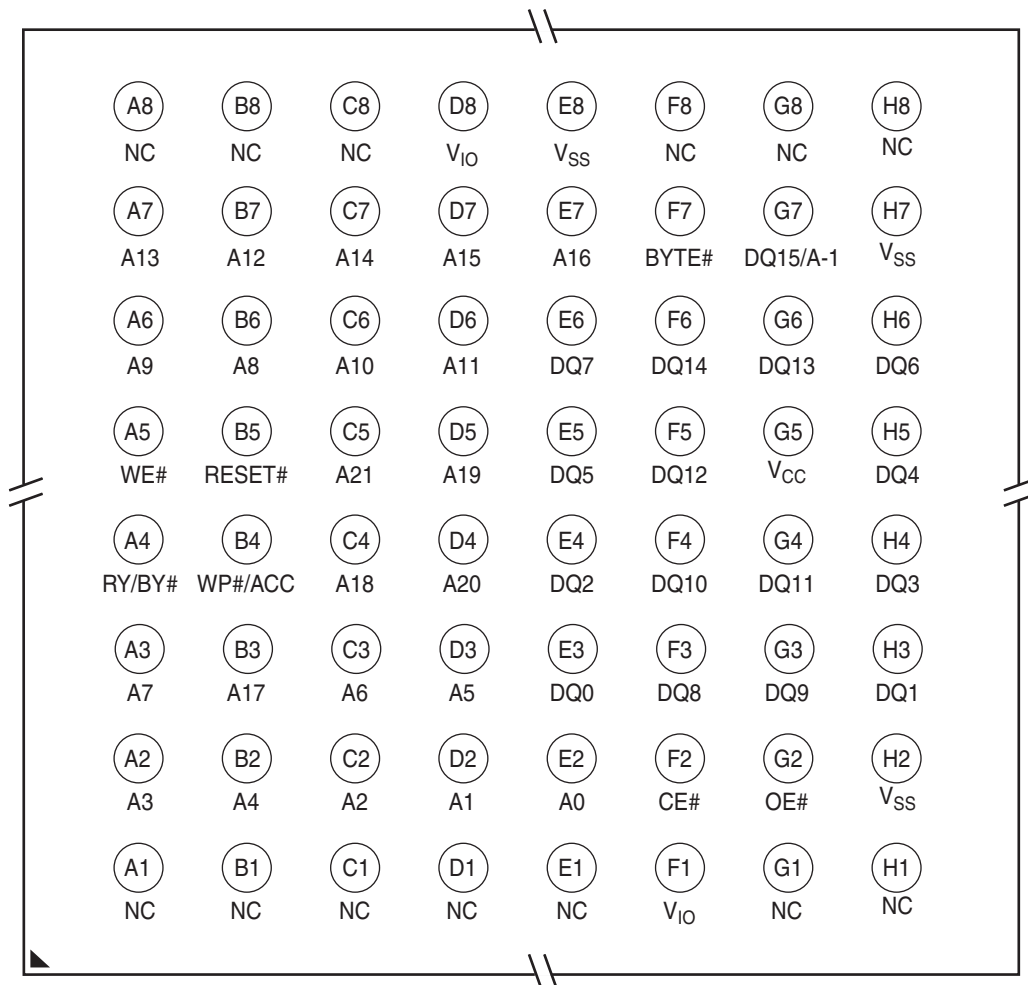 A8 B8 C8 D8 E8 F8 G8 H8
NC NC NC VIO VSS NC NC NC
A7 B7 C7 D7 E7 F7 G7 H7
A13 A12 A14 A15 A16 BYTE# DQ15/A-1 VSS
A6 B6 C6 D6 E6 F6 G6 H6
A9 A8 A10 A11 DQ7 DQ14 DQ13 DQ6
A5 B5 C5 D5 E5 F5 G5 H5
WE# RESET# A21 A19 DQ5 DQ12 VCC DQ4
A4 B4 C4 D4 E4 F4 G4 H4
RY/BY# WP#/ACC A18 A20 DQ2 DQ10 DQ11 DQ3
A3 B3 C3 D3 E3 F3 G3 H3
A7 A17 A6 A5 DQ0 DQ8 DQ9 DQ1
A2 B2 C2 D2 E2 F2 G2 H2
A3 A4 A2 A1 A0 CE# OE# VSS
A1 B1 C1 D1 E1 F1 G1 H1
NC NC NC NC NC VIO NC NC